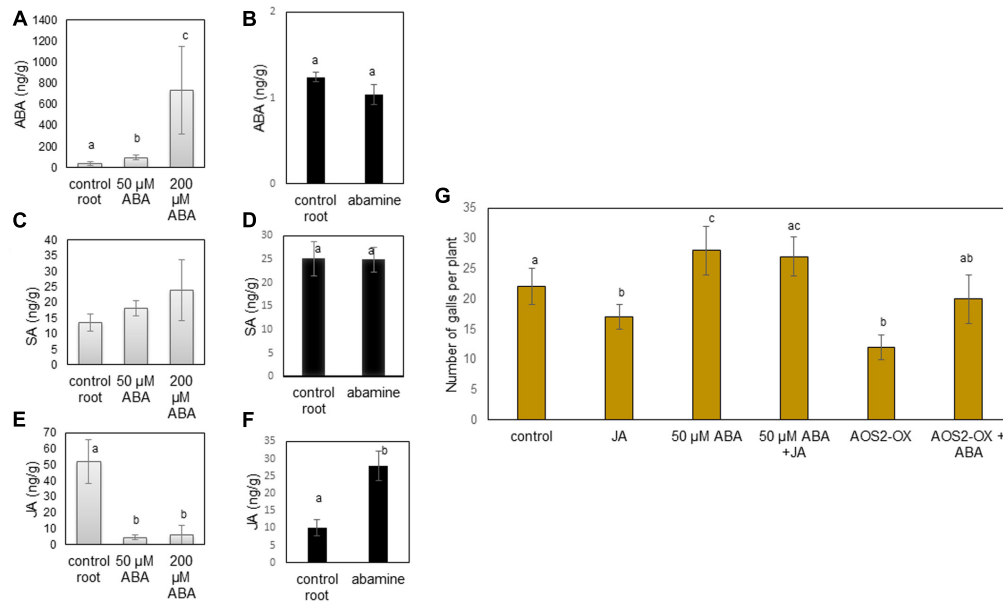 A
ABA (ng/g)
1400
1200
1000
800
600
400
200
0
a
b
c
control
root
50 µM
ABA
200
µM
ABA
B
ABA (ng/g)
2
1
0
a
a
control
root
abamine
C
SA (ng/g)
40
35
30
25
20
15
10
5
0
control
root
50 µM
ABA
200
µM
ABA
D
SA (ng/g)
30
25
20
15
10
5
0
a
a
control
root
abamine
E
JA (ng/g)
70
60
50
40
30
20
10
0
a
b
b
control
root
50 µM
ABA
200
µM
ABA
F
JA (ng/g)
35
30
25
20
15
10
5
0
a
b
control
root
abamine
G
Number of galls per plant
35
30
25
20
15
10
5
0
a
b
c
ac
b
ab
control
JA
50 µM ABA
50 µM ABA
+JA
AOS2-OX
AOS2-OX +
ABA